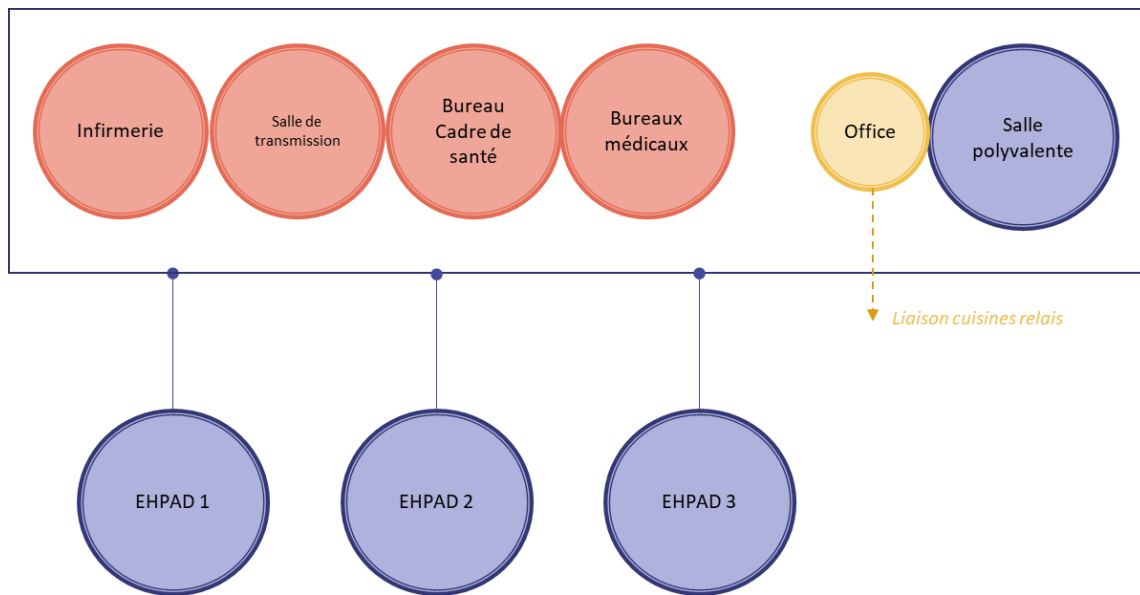 Infirmerie
Salle de
transmission
Bureau
Cadre de
santé
Bureaux
médicaux
Office
Salle
polyvalente
Liaison cuisines relais
EHPAD 1
EHPAD 2
EHPAD 3